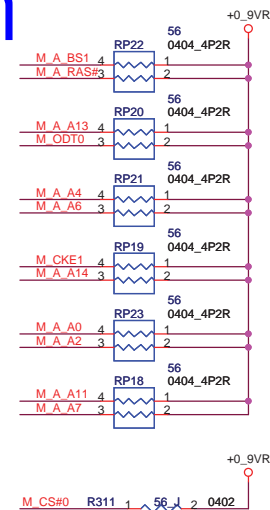 +0_9VR
56
RP22 0404_4P2R
M_A_BS1 4 1
M_A_RAS# 3 2
56
RP20 0404_4P2R
M_A_A13 4 1
M_ODT0 3 2
56
RP21 0404_4P2R
M_A_A4 4 1
M_A_A6 3 2
56
RP19 0404_4P2R
M_CKE1 4 1
M_A_A14 3 2
56
RP23 0404_4P2R
M_A_A0 4 1
M_A_A2 3 2
56
RP18 0404_4P2R
M_A_A11 4 1
M_A_A7 3 2
+0_9VR
M_CS#0 R311 1 56_J 2 0402